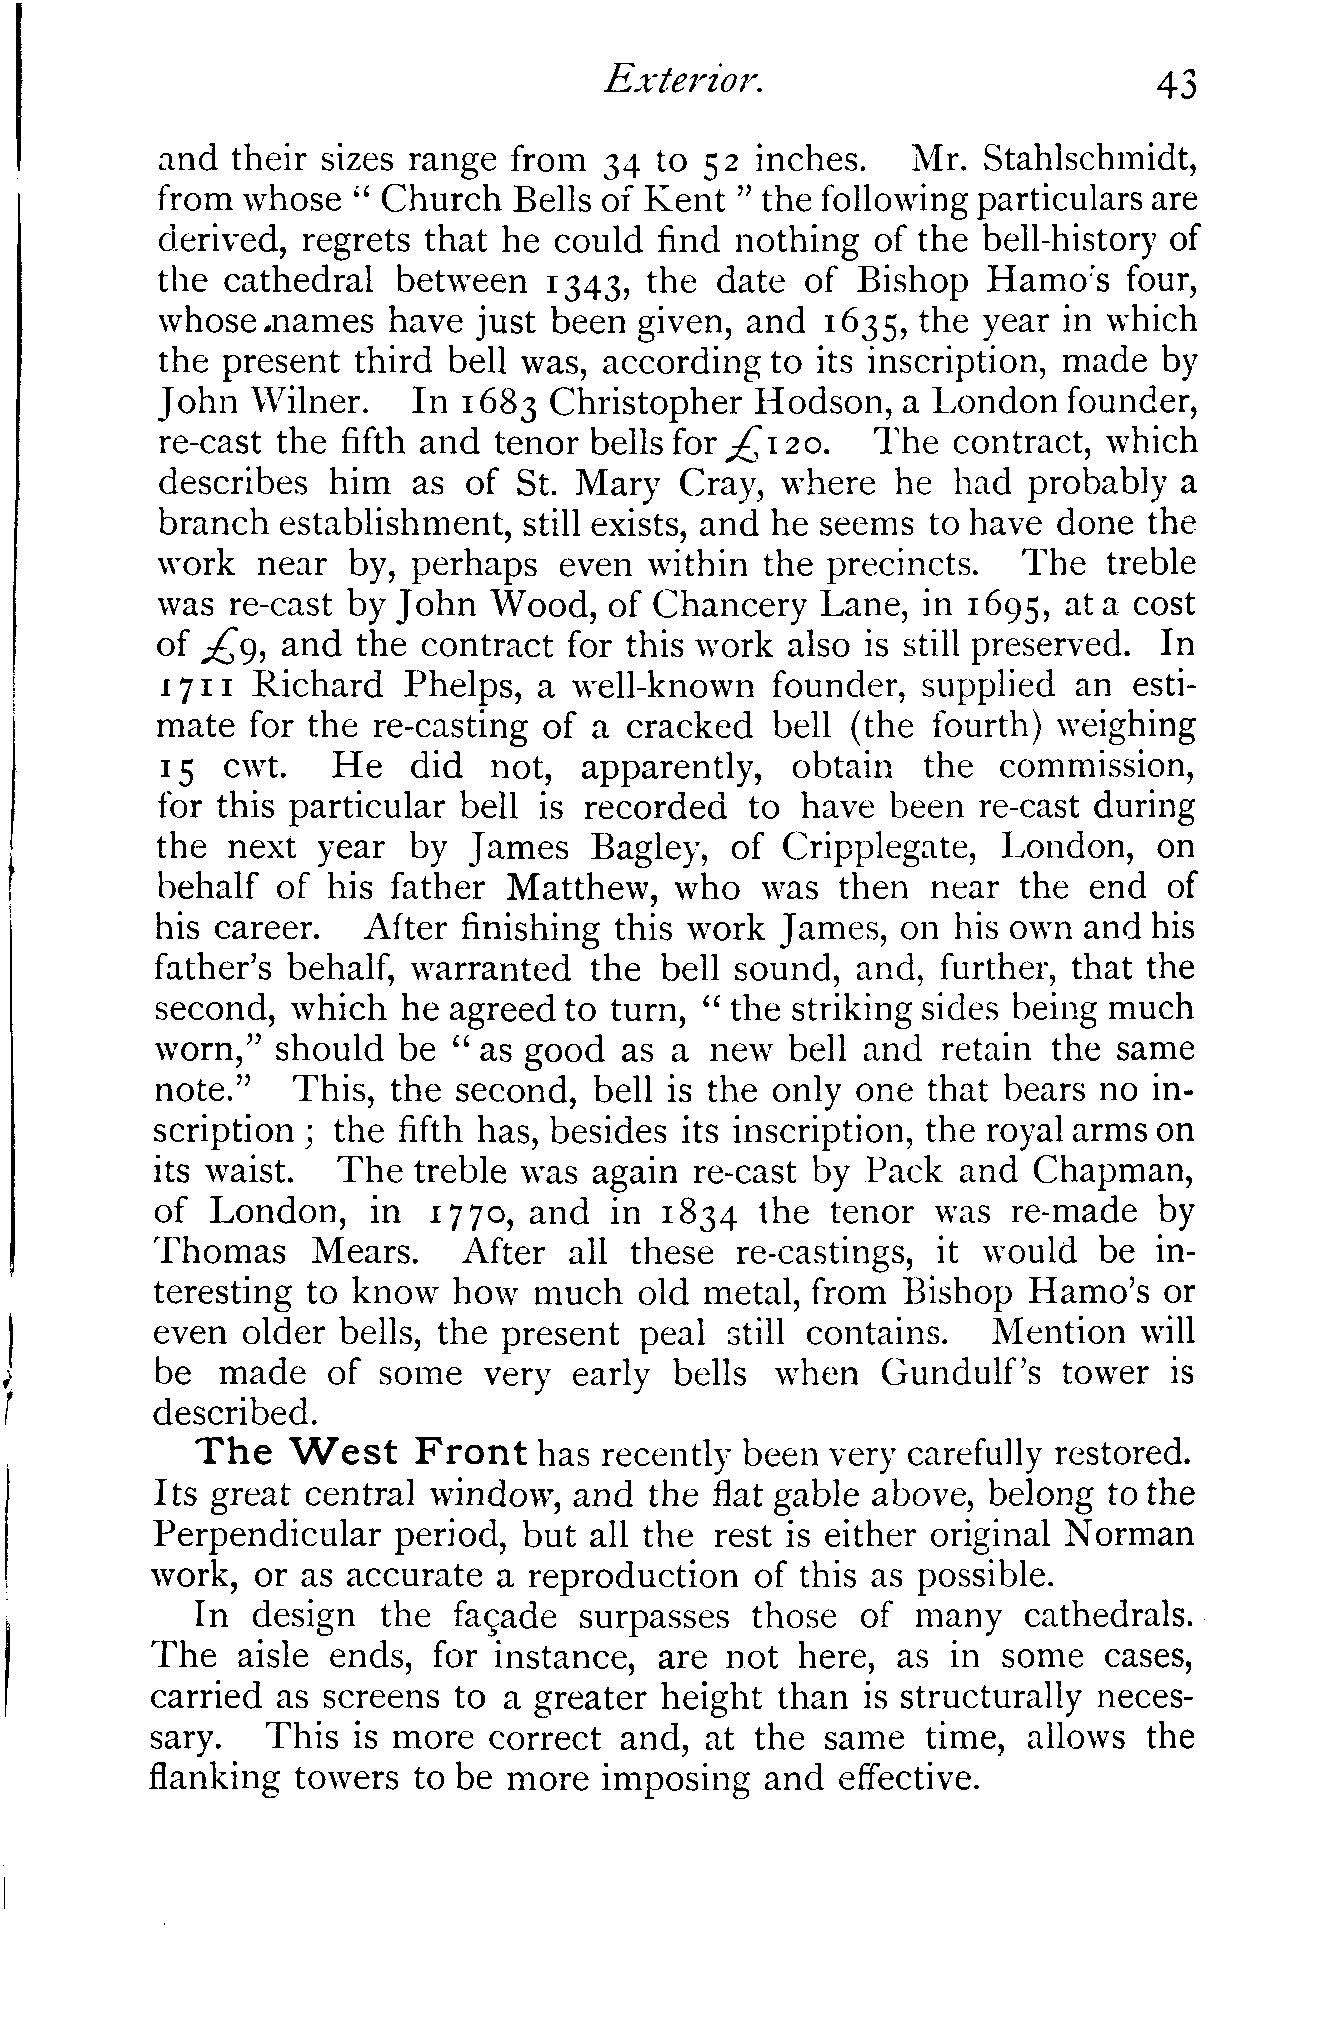 Exterior. 43
and their sizes range from 34 to 52 inches. Mr. Stahlschmidt,
from whose “ Church Bells of Kent ” the following particulars are
derived, regrets that he could find nothing of the bell-history of
the cathedral between 1343, the date of Bishop Hamo's four,
whose names have just been given, and 1635, the year in which
the present third bell was, according to its inscription, made by
John Wilner. In 1683 Christopher Hodson, a London founder,
re-cast the fifth and tenor bells for £120. The contract, which
describes him as of St. Mary Cray, where he had probably a
branch establishment, still exists, and he seems to have done the
work near by, perhaps even within the precincts. The treble
was re-cast by John Wood, of Chancery Lane, in 1695, at a cost
of £9, and the contract for this work also is still preserved. In
1711 Richard Phelps, a well-known founder, supplied an esti-
mate for the re-casting of a cracked bell (the fourth) weighing
15 cwt. He did not, apparently, obtain the commission,
for this particular bell is recorded to have been re-cast during
the next year by James Bagley, of Cripplegate, London, on
behalf of his father Matthew, who was then near the end of
his career. After finishing this work James, on his own and his
father's behalf, warranted the bell sound, and, further, that the
second, which he agreed to turn, “ the striking sides being much
worn,” should be “ as good as a new bell and retain the same
note.” This, the second, bell is the only one that bears no in-
scription ; the fifth has, besides its inscription, the royal arms on
its waist. The treble was again re-cast by Pack and Chapman,
of London, in 1770, and in 1834 the tenor was re-made by
Thomas Mears. After all these re-castings, it would be in-
teresting to know how much old metal, from Bishop Hamo's or
even older bells, the present peal still contains. Mention will
be made of some very early bells when Gundulf's tower is
described.
The West Front has recently been very carefully restored.
Its great central window, and the flat gable above, belong to the
Perpendicular period, but all the rest is either original Norman
work, or as accurate a reproduction of this as possible.
In design the façade surpasses those of many cathedrals.
The aisle ends, for instance, are not here, as in some cases,
carried as screens to a greater height than is structurally neces-
sary. This is more correct and, at the same time, allows the
flanking towers to be more imposing and effective.